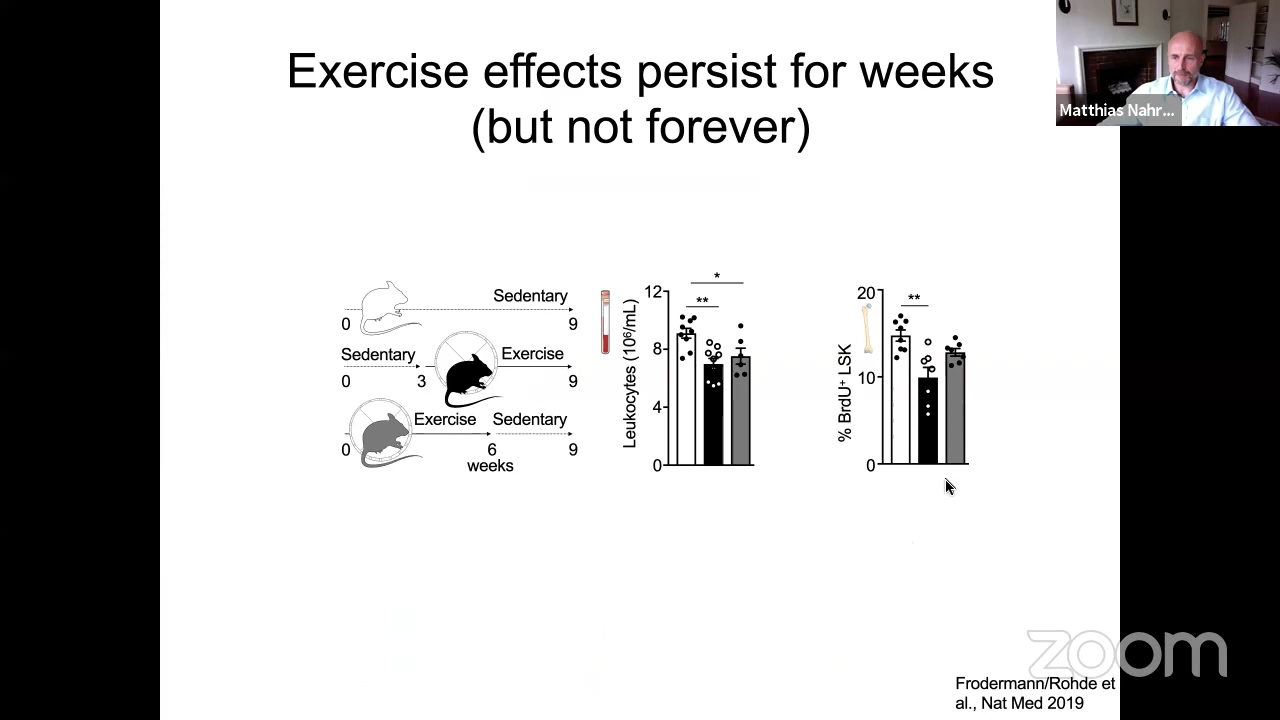 Exercise effects persist for weeks
(but not forever)
Matthias Nahr...
Sedentary
0 9
Sedentary Exercise
0 3 9
Exercise Sedentary
0 6 9
weeks
Leukocytes (10⁶/mL)
12
8
4
0
**
*
% BrdU⁺ LSK
20
10
0
**
zoom
Frodermann/Rohde et
al., Nat Med 2019